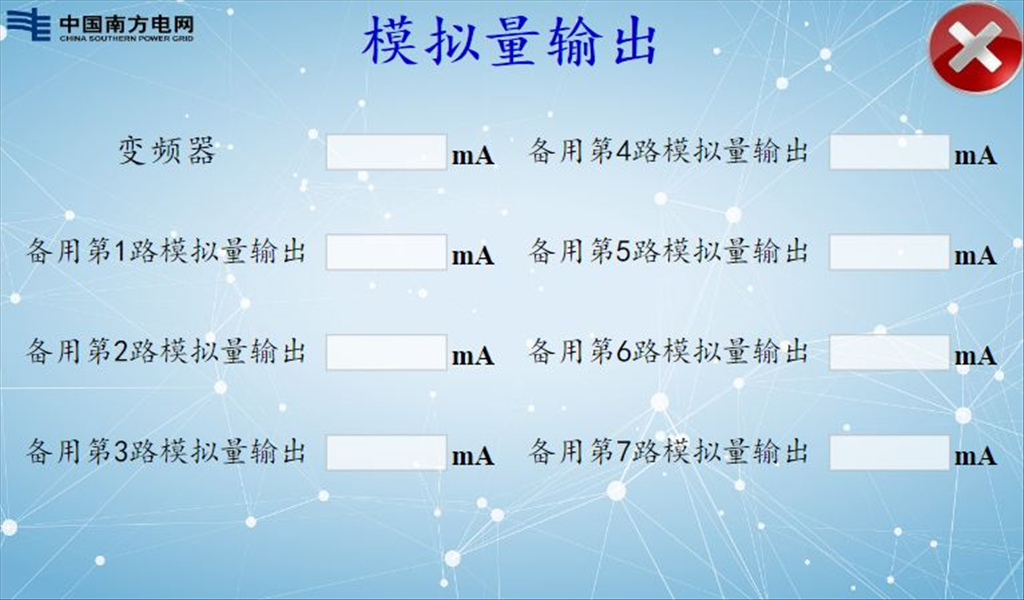 中国南方电网
CHINA SOUTHERN POWER GRID
模拟量输出
变频器 mA 备用第4路模拟量输出 mA
备用第1路模拟量输出 mA 备用第5路模拟量输出 mA
备用第2路模拟量输出 mA 备用第6路模拟量输出 mA
备用第3路模拟量输出 mA 备用第7路模拟量输出 mA